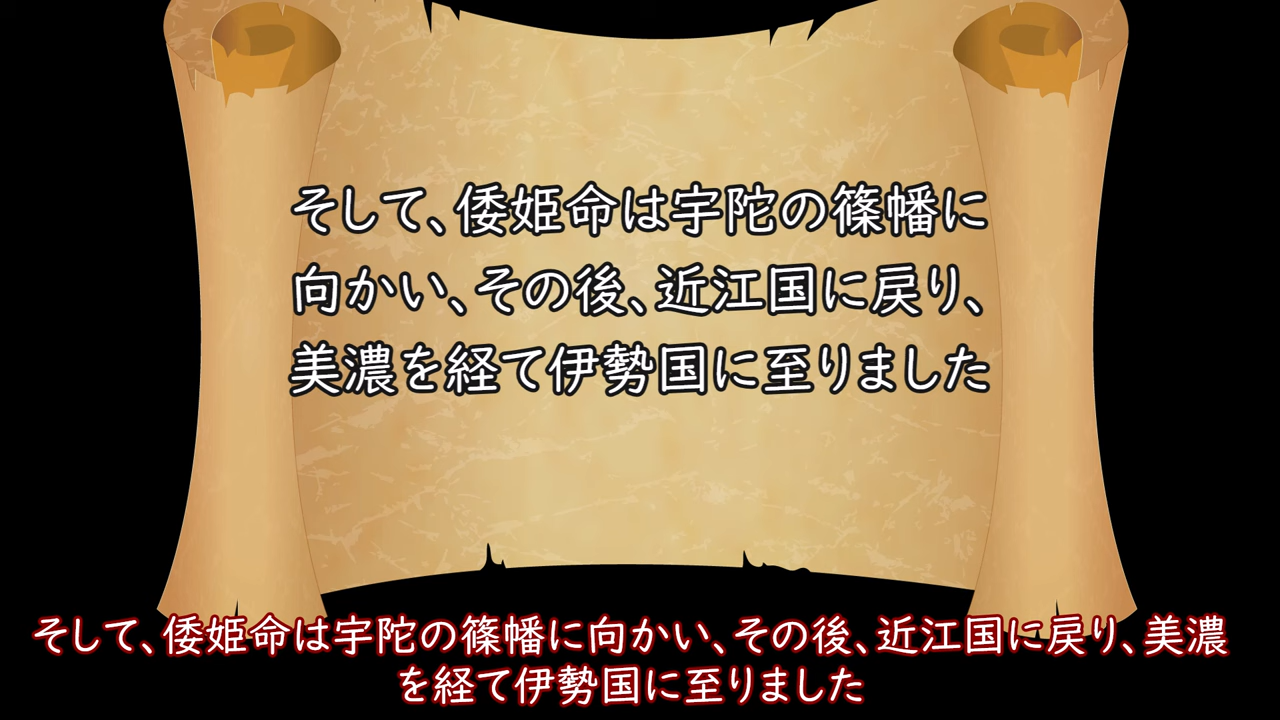 そして、倭姫命は宇陀の篠幡に
向かい、その後、近江国に戻り、
美濃を経て伊勢国に至りました
そして、倭姫命は宇陀の篠幡に向かい、その後、近江国に戻り、美濃
を経て伊勢国に至りました